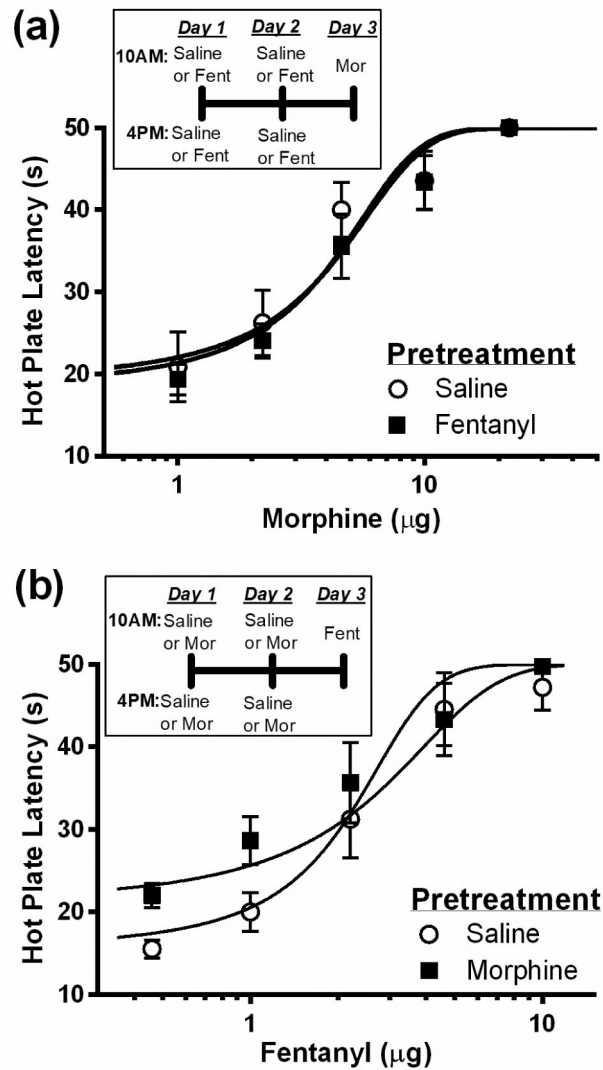 (a)
Day 1 Day 2 Day 3
10AM: Saline Saline Mor
or Fent or Fent
4PM: Saline Saline
or Fent or Fent
50
40
30
20
10
Hot Plate Latency (s)
Pretreatment
Saline
Fentanyl
1 10
Morphine (μg)
(b)
Day 1 Day 2 Day 3
10AM: Saline Saline Fent
or Mor or Mor
4PM: Saline Saline
or Mor or Mor
50
40
30
20
10
Hot Plate Latency (s)
Pretreatment
Saline
Morphine
1 10
Fentanyl (μg)